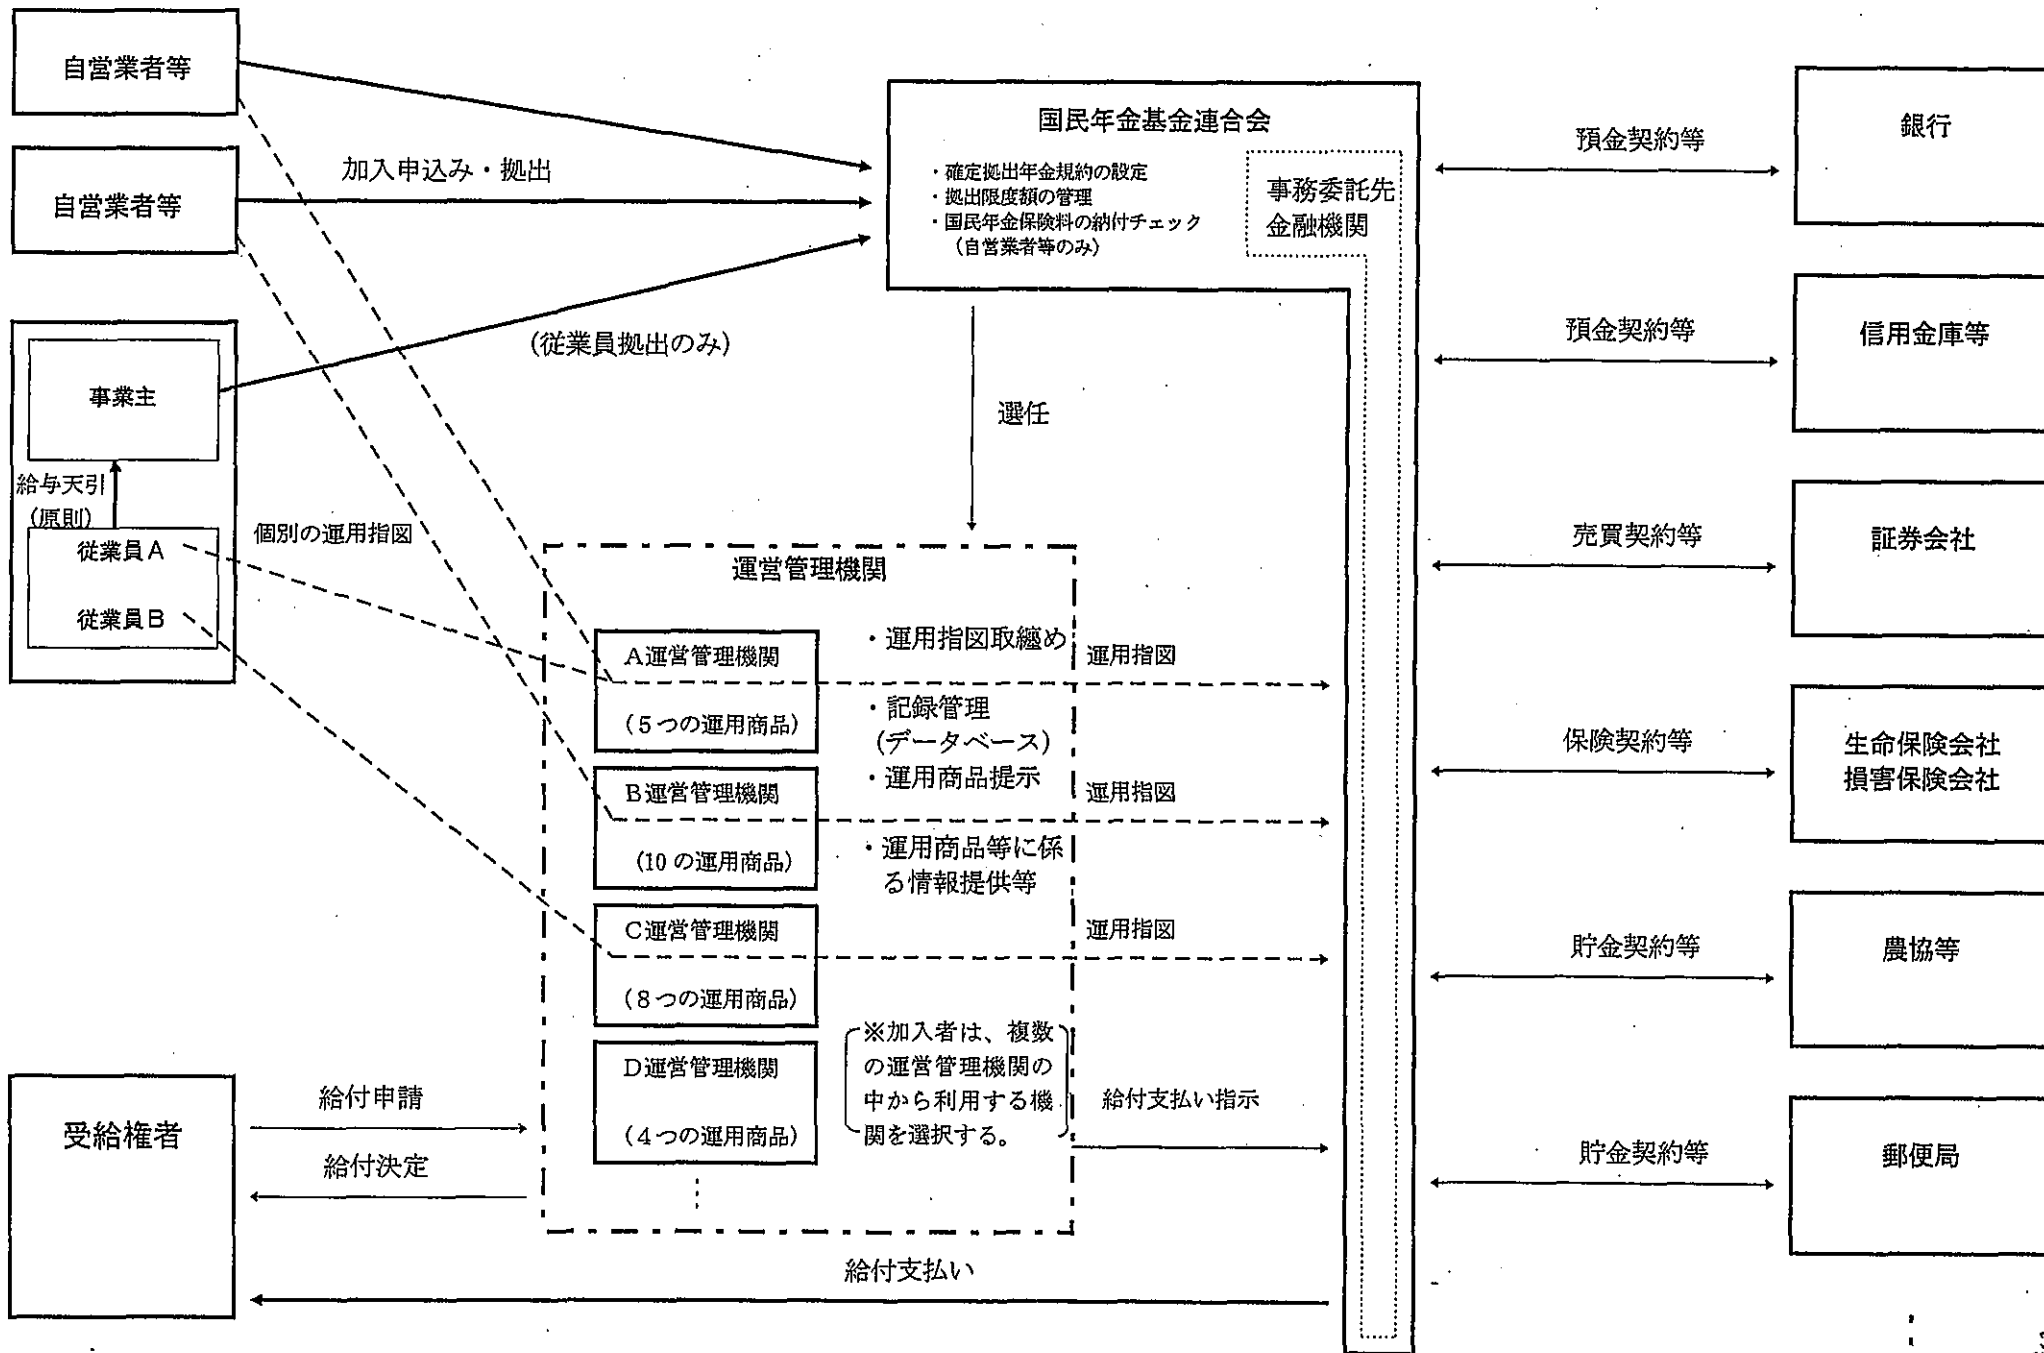 自営業者等
自営業者等
加入申込み・拠出
国民年金基金連合会
・確定拠出年金規約の設定
・拠出限度額の管理
・国民年金保険料の納付チェック
(自営業者等のみ)
事務委託先
金融機関
事業主
給与天引
(原則)
従業員A
従業員B
(従業員拠出のみ)
個別の運用指図
選任
運営管理機関
A運営管理機関
(5つの運用商品)
B運営管理機関
(10の運用商品)
C運営管理機関
(8つの運用商品)
D運営管理機関
(4つの運用商品)
・運用指図取纏め
・記録管理
(データベース)
・運用商品提示
・運用商品等に係
る情報提供等
※加入者は、複数
の運営管理機関の
中から利用する機
関を選択する。
運用指図
運用指図
運用指図
給付支払い指示
受給権者
給付申請
給付決定
給付支払い
預金契約等
銀行
預金契約等
信用金庫等
売買契約等
証券会社
保険契約等
生命保険会社
損害保険会社
貯金契約等
農協等
貯金契約等
郵便局